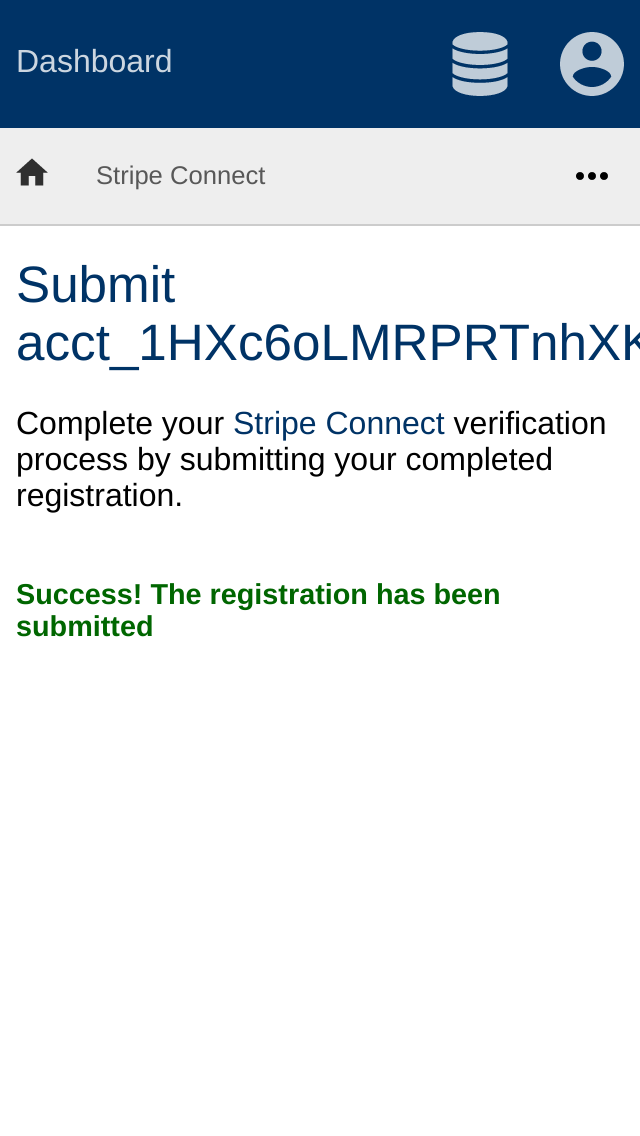 Dashboard
Stripe Connect
Submit
acct_1HXc6oLMRPRTnhXK
Complete your Stripe Connect verification
process by submitting your completed
registration.
Success! The registration has been
submitted